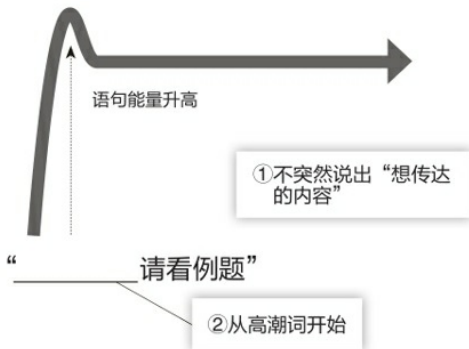 语句能量升高
①不突然说出“想传达
的内容”
“________请看例题”
②从高潮词开始